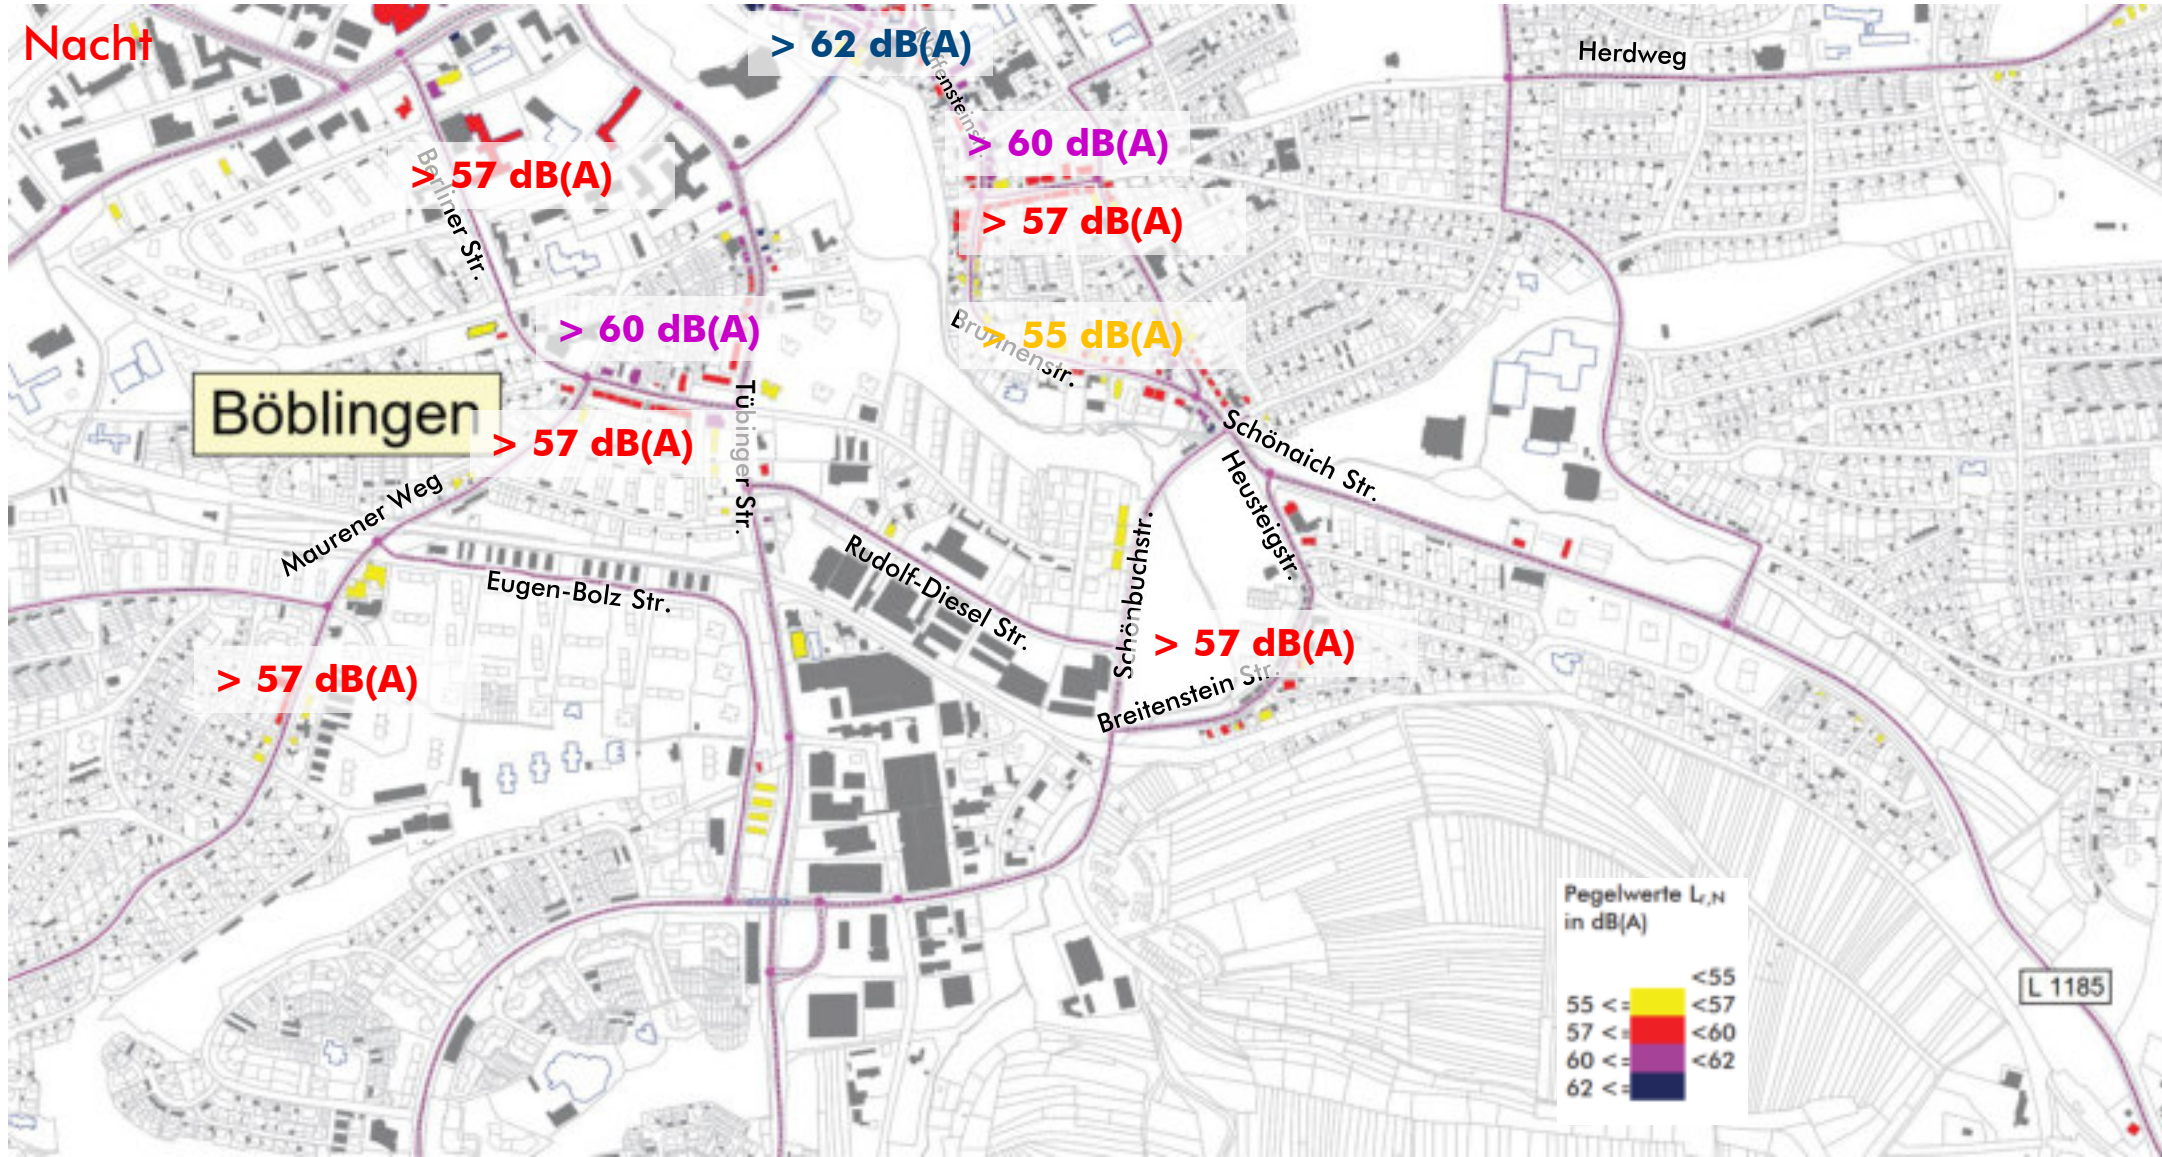 Nacht
> 62 dB(A)
Herdweg
> 60 dB(A)
Berliner Str.
> 57 dB(A)
> 57 dB(A)
> 60 dB(A)
Brunnenstr.
> 55 dB(A)
Böblingen
> 57 dB(A)
Tübinger Str.
Schönaich Str.
Heusteigstr.
Maurener Weg
Eugen-Bolz Str.
Rudolf-Diesel Str.
Schönbuchstr.
> 57 dB(A)
Breitenstein Str.
> 57 dB(A)
Pegelwerte Lr,N
in dB(A)
<55
55 <= <57
57 <= <60
60 <= <62
62 <=
L 1185